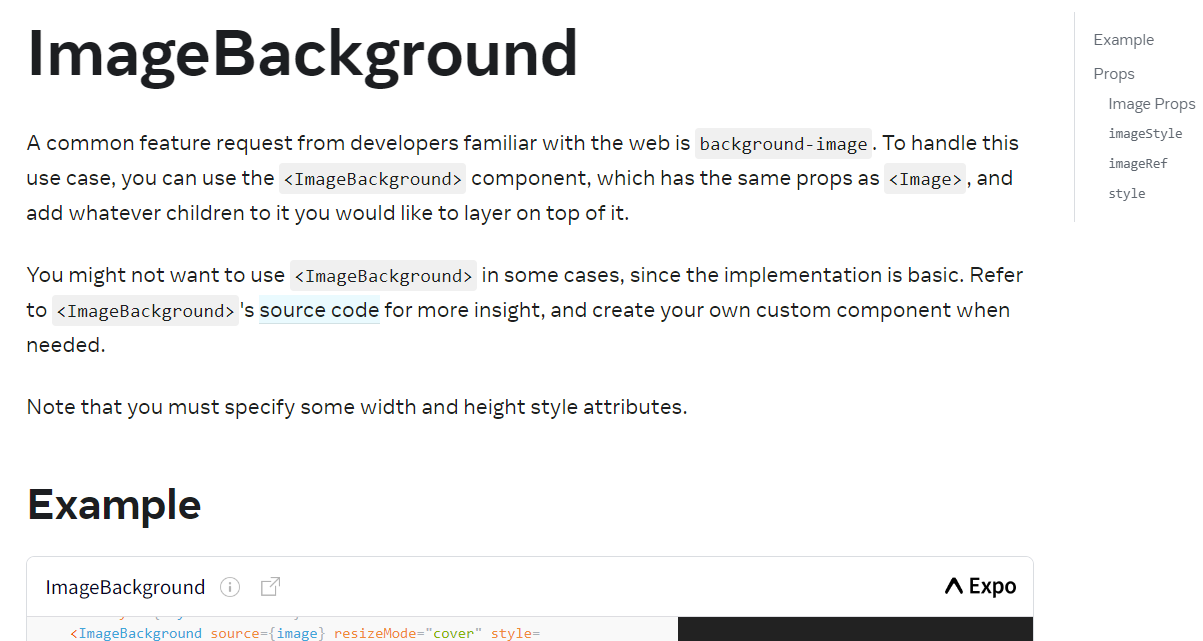 ImageBackground
A common feature request from developers familiar with the web is background-image. To handle this
use case, you can use the <ImageBackground> component, which has the same props as <Image>, and
add whatever children to it you would like to layer on top of it.
You might not want to use <ImageBackground> in some cases, since the implementation is basic. Refer
to <ImageBackground>'s source code for more insight, and create your own custom component when
needed.
Note that you must specify some width and height style attributes.
Example
ImageBackground
Expo
<ImageBackground source={image} resizeMode="cover" style=
Example
Props
Image Props
imageStyle
imageRef
style